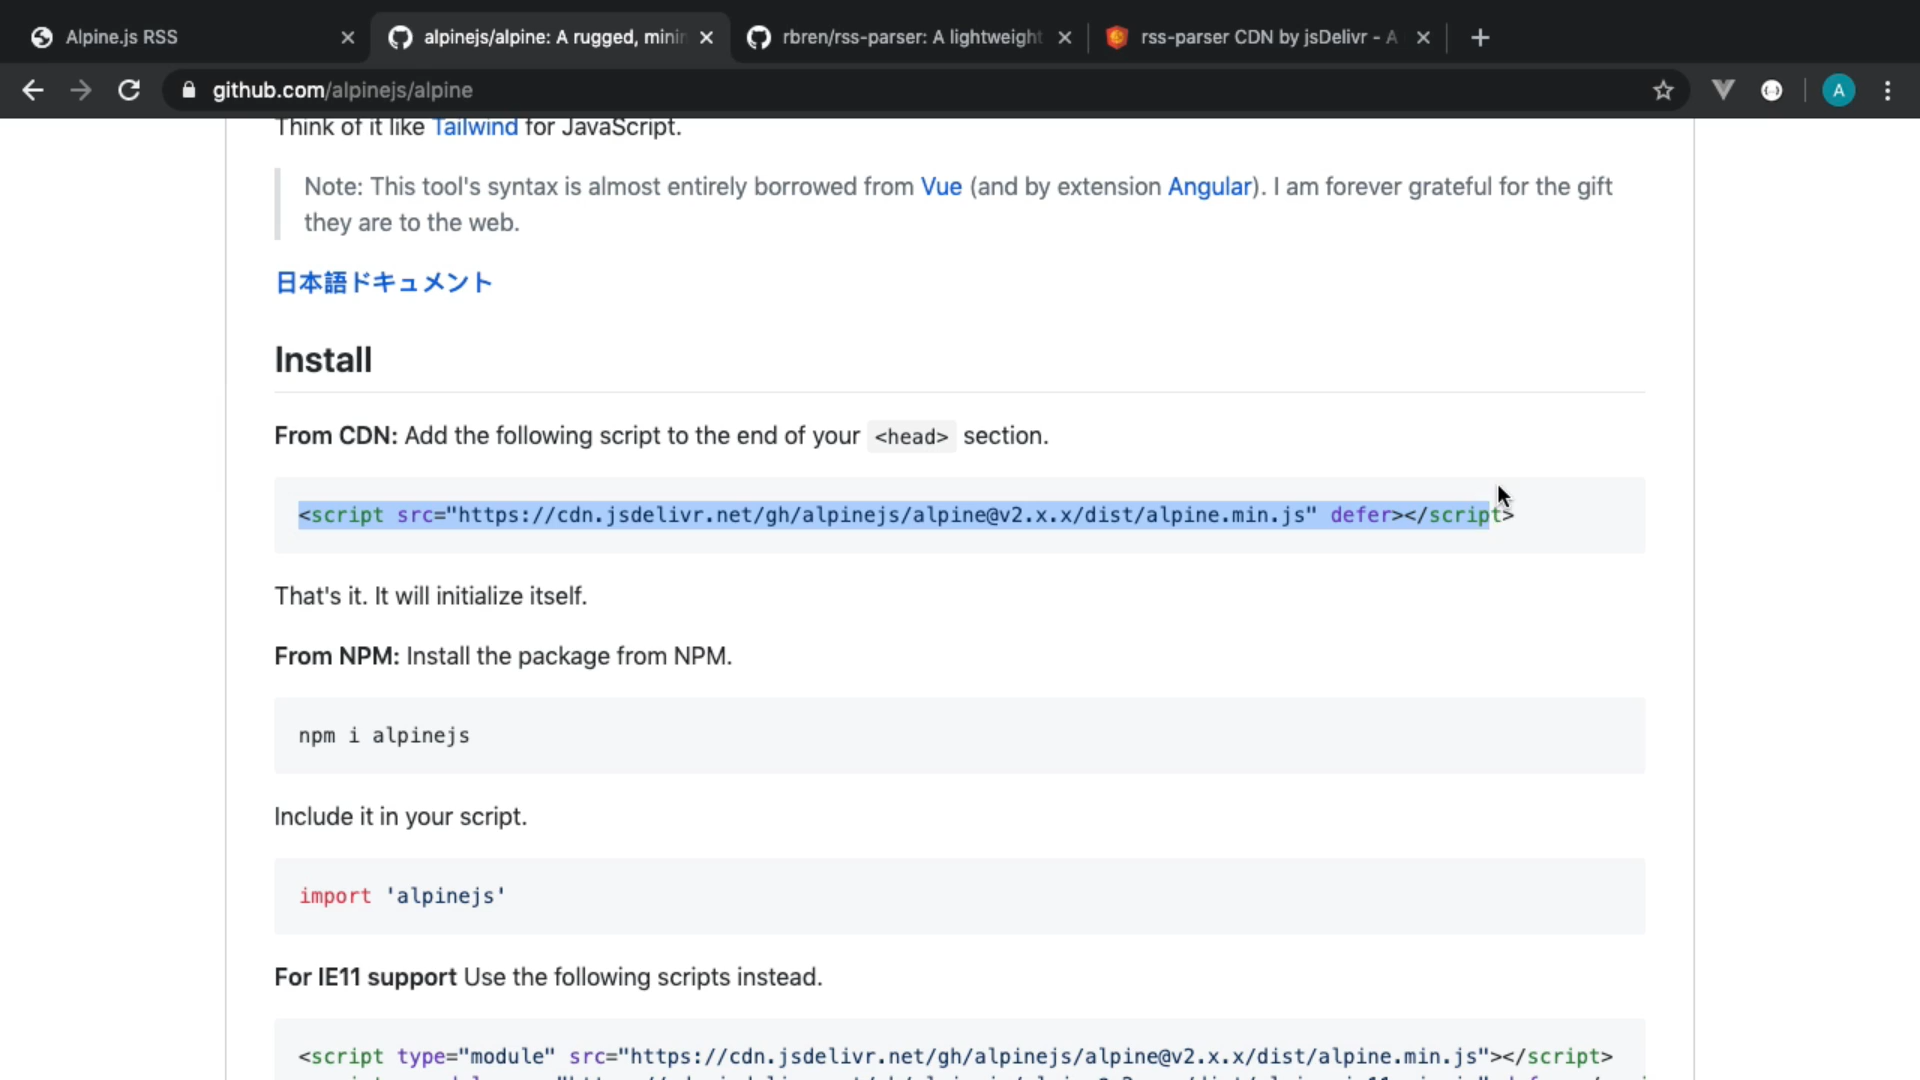 Alpine.js RSS
alpinejs/alpine: A rugged, minin
rbren/rss-parser: A lightweight
rss-parser CDN by jsDelivr - A
github.com/alpinejs/alpine
A
Think of it like Tailwind for JavaScript.
Note: This tool's syntax is almost entirely borrowed from Vue (and by extension Angular). I am forever grateful for the gift
they are to the web.
日本語ドキュメント
Install
From CDN: Add the following script to the end of your <head> section.
<script src="https://cdn.jsdelivr.net/gh/alpinejs/alpine@v2.x.x/dist/alpine.min.js" defer></script>
That's it. It will initialize itself.
From NPM: Install the package from NPM.
npm i alpinejs
Include it in your script.
import 'alpinejs'
For IE11 support Use the following scripts instead.
<script type="module" src="https://cdn.jsdelivr.net/gh/alpinejs/alpine@v2.x.x/dist/alpine.min.js"></script>